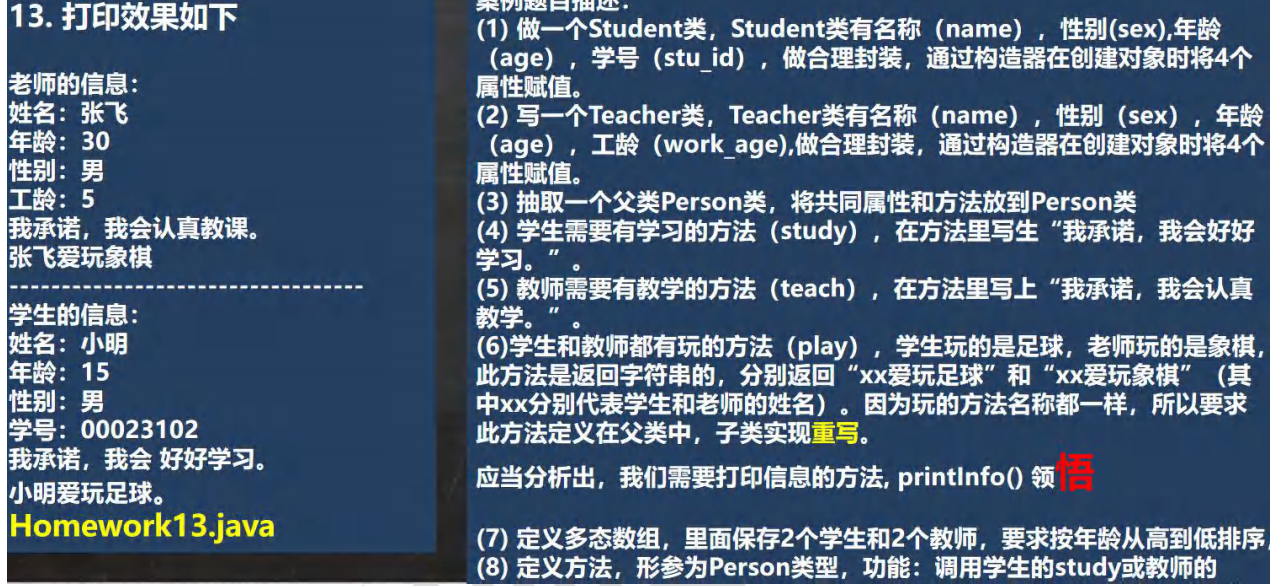 13. 打印效果如下
老师的信息：
姓名：张飞
年龄：30
性别：男
工龄：5
我承诺，我会认真教课。
张飞爱玩象棋
----------------------------------
学生的信息：
姓名：小明
年龄：15
性别：男
学号：00023102
我承诺，我会 好好学习。
小明爱玩足球。
Homework13.java
案例题目描述：
(1) 做一个Student类，Student类有名称（name），性别(sex),年龄
（age），学号（stu_id），做合理封装，通过构造器在创建对象时将4个
属性赋值。
(2) 写一个Teacher类，Teacher类有名称（name），性别（sex），年龄
（age），工龄（work_age),做合理封装，通过构造器在创建对象时将4个
属性赋值。
(3) 抽取一个父类Person类，将共同属性和方法放到Person类
(4) 学生需要有学习的方法（study），在方法里写生“我承诺，我会好好
学习。”。
(5) 教师需要有教学的方法（teach），在方法里写上“我承诺，我会认真
教学。”。
(6)学生和教师都有玩的方法（play），学生玩的是足球，老师玩的是象棋，
此方法是返回字符串的，分别返回“xx爱玩足球”和“xx爱玩象棋”（其
中xx分别代表学生和老师的姓名）。因为玩的方法名称都一样，所以要求
此方法定义在父类中，子类实现重写。
应当分析出，我们需要打印信息的方法, printInfo() 领悟
(7) 定义多态数组，里面保存2个学生和2个教师，要求按年龄从高到低排序，
(8) 定义方法，形参为Person类型，功能：调用学生的study或教师的